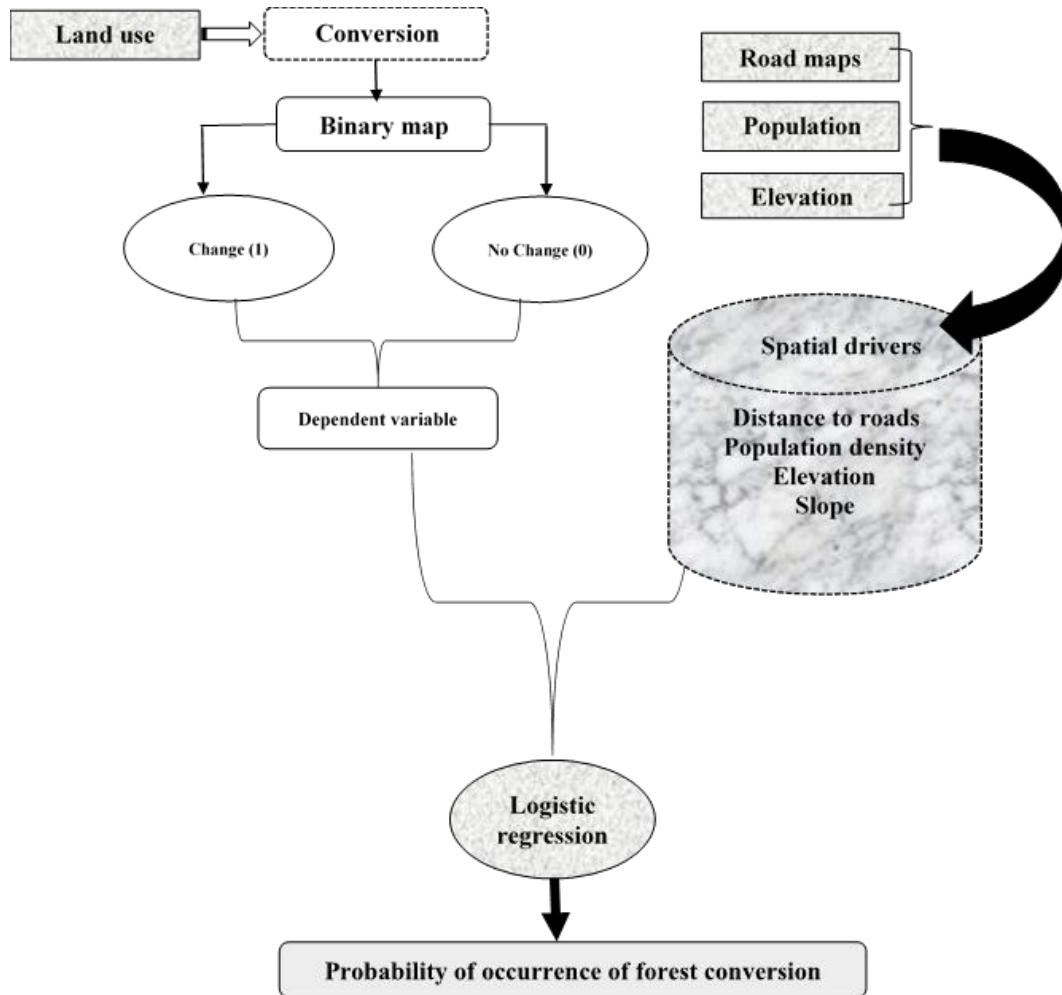 Land use
Conversion
Binary map
Change (1)
No Change (0)
Dependent variable
Road maps
Population
Elevation
Spatial drivers
Distance to roads
Population density
Elevation
Slope
Logistic
regression
Probability of occurrence of forest conversion